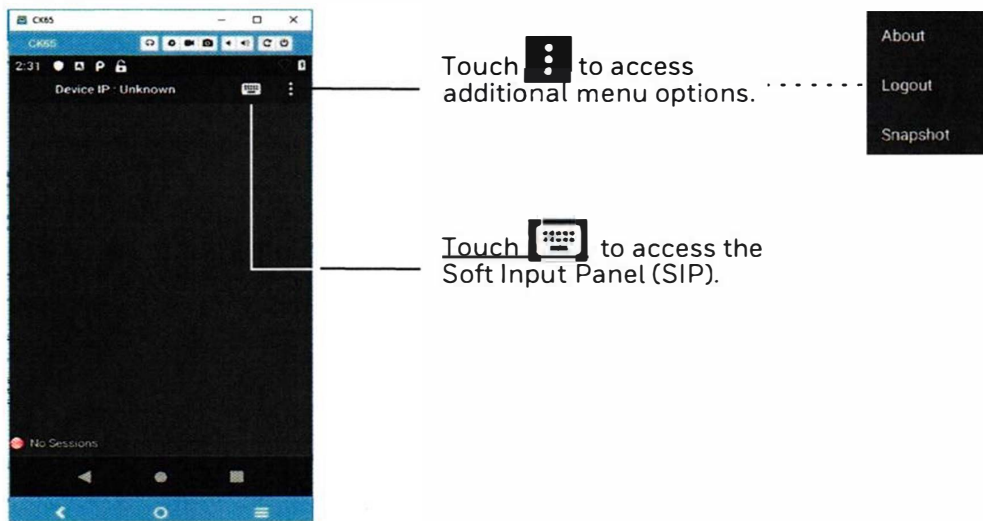 CK65
CK65
2:31
Device IP : Unknown
No Sessions
Touch to access
additional menu options.
Touch to access the
Soft Input Panel (SIP).
About
Logout
Snapshot